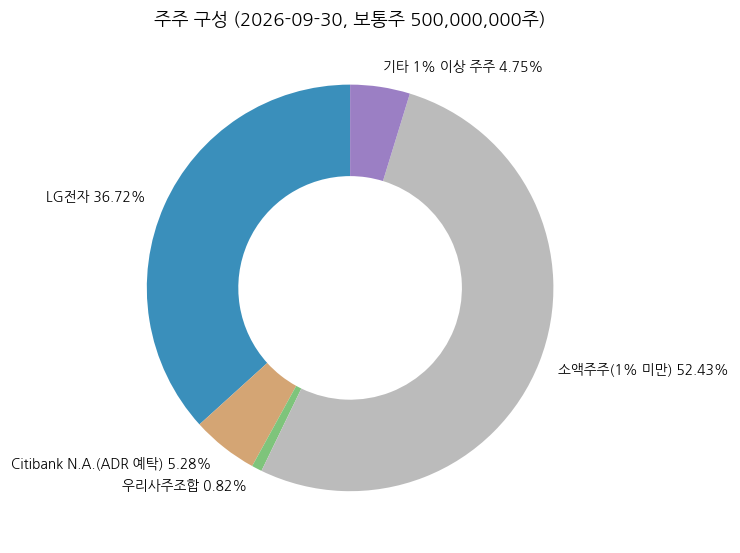 주주 구성 (2026-09-30, 보통주 500,000,000주)
기타 1% 이상 주주 4.75%
LG전자 36.72%
소액주주(1% 미만) 52.43%
Citibank N.A.(ADR 예탁) 5.28%
우리사주조합 0.82%